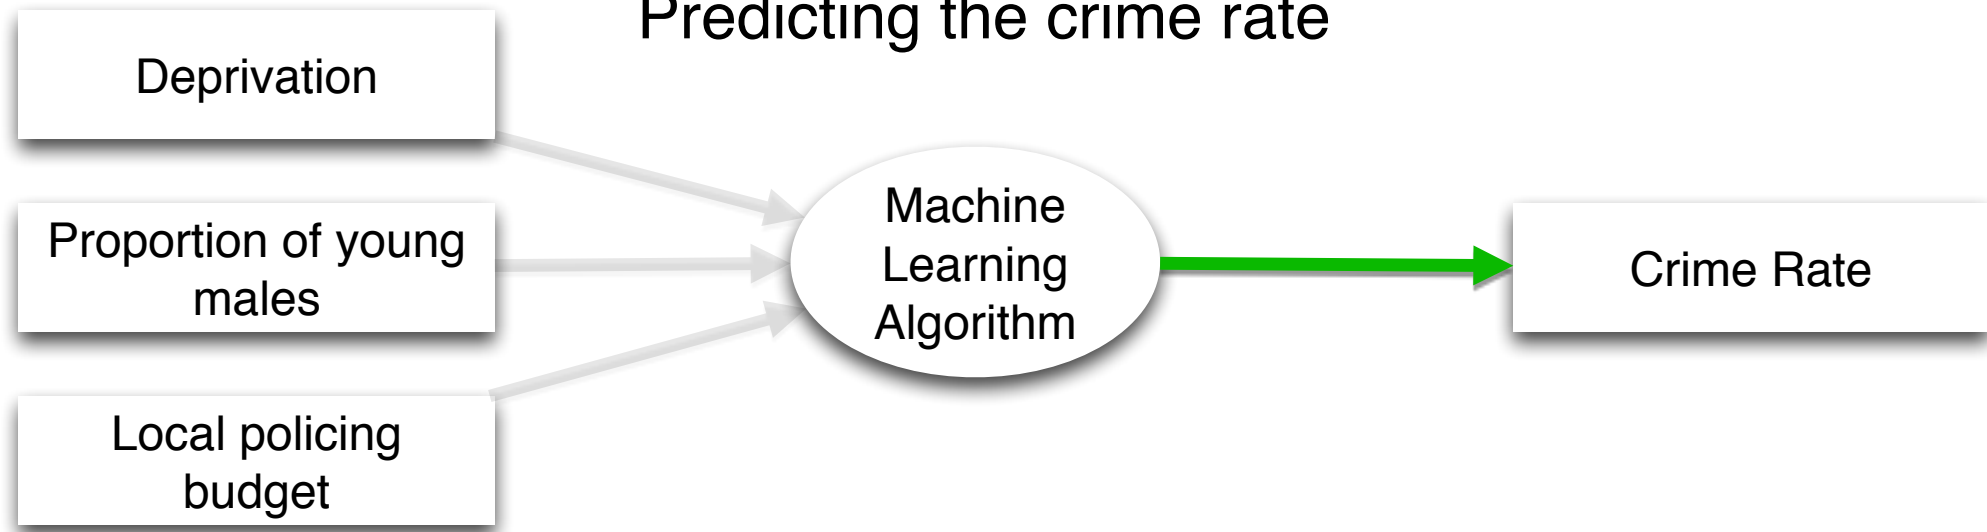 Predicting the crime rate
Deprivation
Proportion of young
males
Local policing
budget
Machine
Learning
Algorithm
Crime Rate